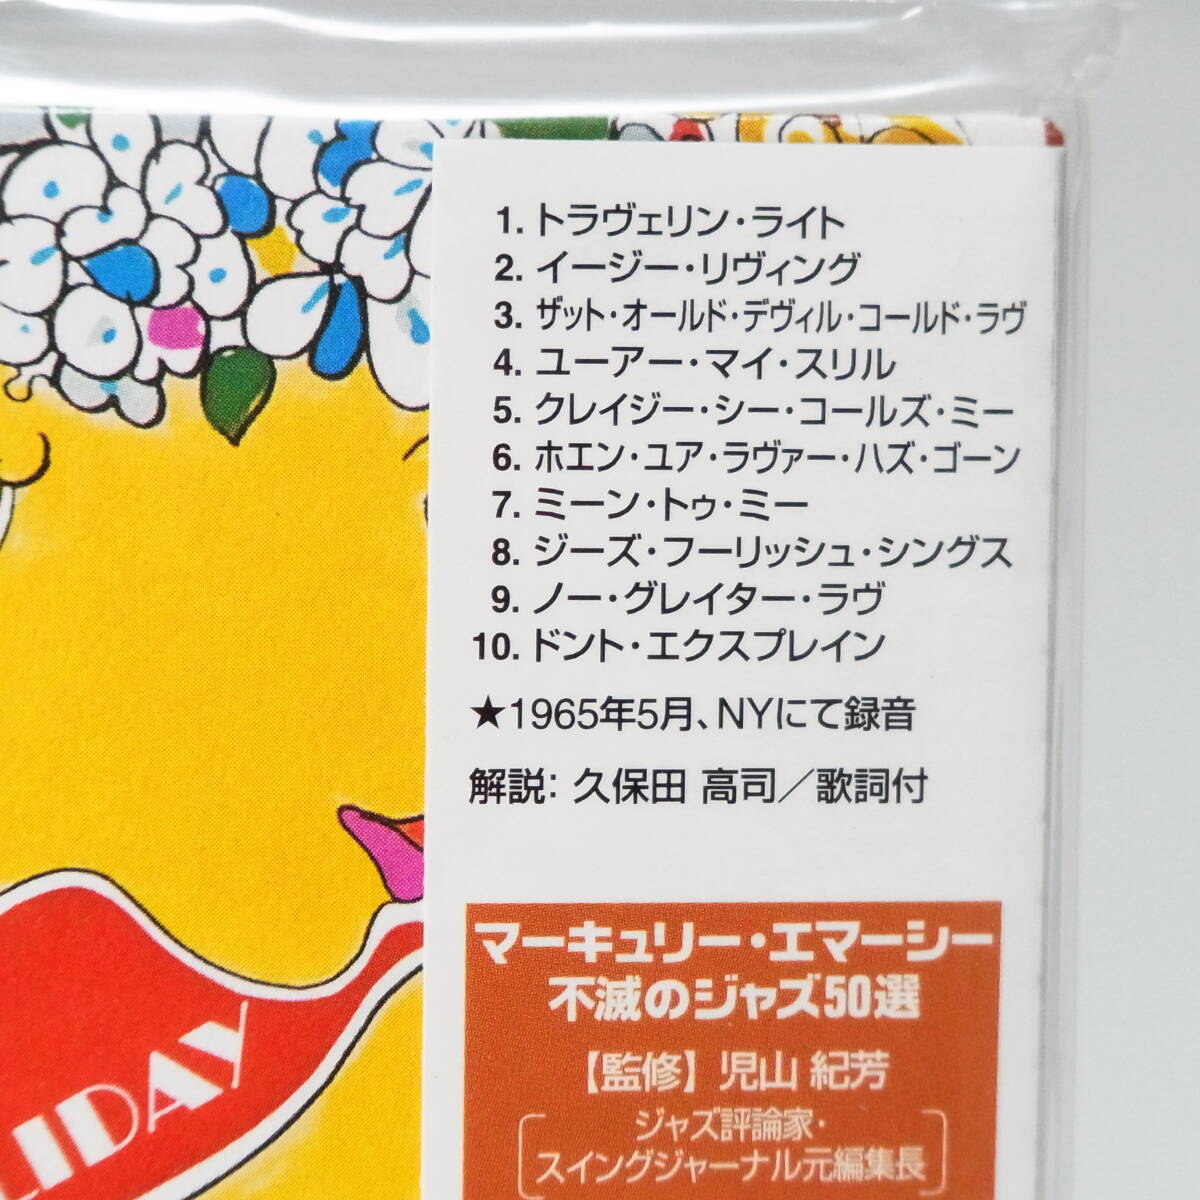 1. トラヴェリン・ライト
2. イージー・リヴィング
3. ザット・オールド・デヴィル・コールド・ラヴ
4. ユーアー・マイ・スリル
5. クレイジー・シー・コールズ・ミー
6. ホエン・ユア・ラヴァー・ハズ・ゴーン
7. ミーン・トゥ・ミー
8. ジーズ・フーリッシュ・シングス
9. ノー・グレイター・ラヴ
10. ドント・エクスプレイン
★1965年5月、NYにて録音
解説: 久保田 高司／歌詞付
マーキュリー・エマーシー
不滅のジャズ50選
【監修】児山 紀芳
ジャズ評論家・
スイングジャーナル元編集長
LIDAY